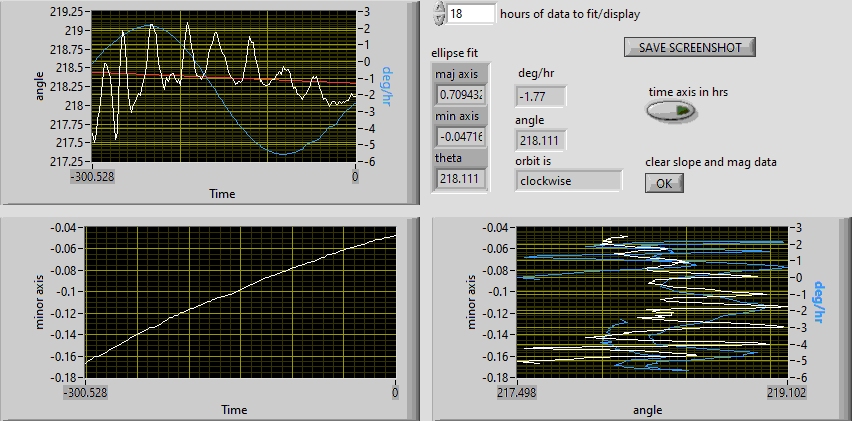 219.25
219
218.75
218.5
218.25
218
217.75
217.5
217.25
angle
3
2
1
0
-1
-2
-3
-4
-5
-6
deg/hr
-300.528
0
Time
18 hours of data to fit/display
SAVE SCREENSHOT
ellipse fit
maj axis
0.709432
min axis
-0.04716
theta
218.111
deg/hr
-1.77
angle
218.111
orbit is
clockwise
time axis in hrs
clear slope and mag data
OK
-0.04
-0.06
-0.08
-0.1
-0.12
-0.14
-0.16
-0.18
minor axis
-300.528
0
Time
-0.04
-0.06
-0.08
-0.1
-0.12
-0.14
-0.16
-0.18
minor axis
3
2
1
0
-1
-2
-3
-4
-5
-6
deg/hr
217.498
219.102
angle